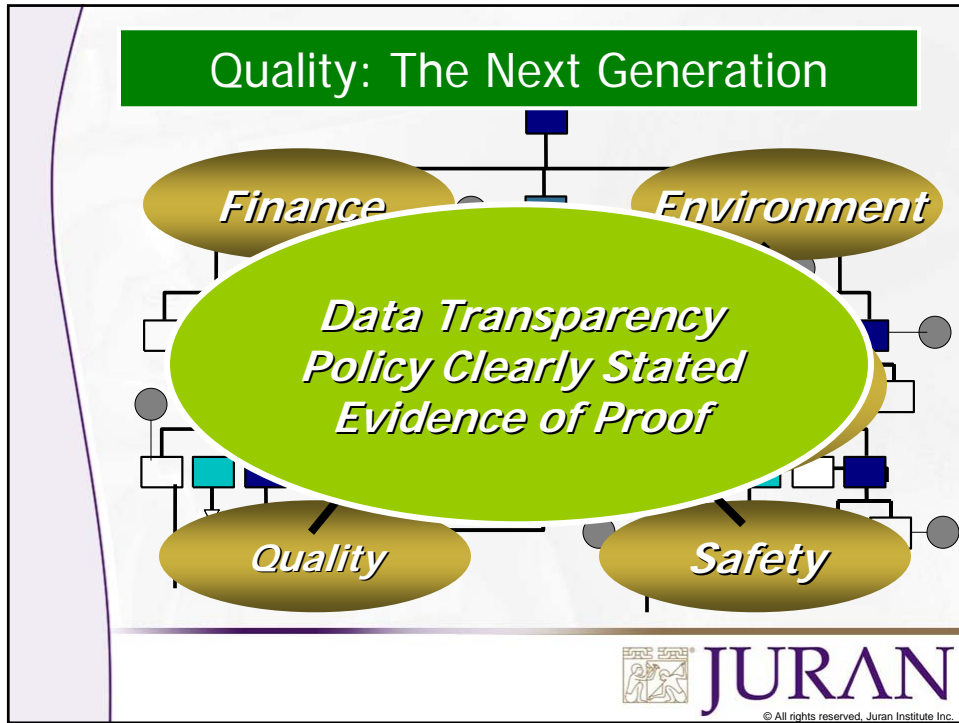 Quality: The Next Generation
Finance
Environment
Data Transparency
Policy Clearly Stated
Evidence of Proof
Quality
Safety
JURAN
© All rights reserved, Juran Institute Inc.